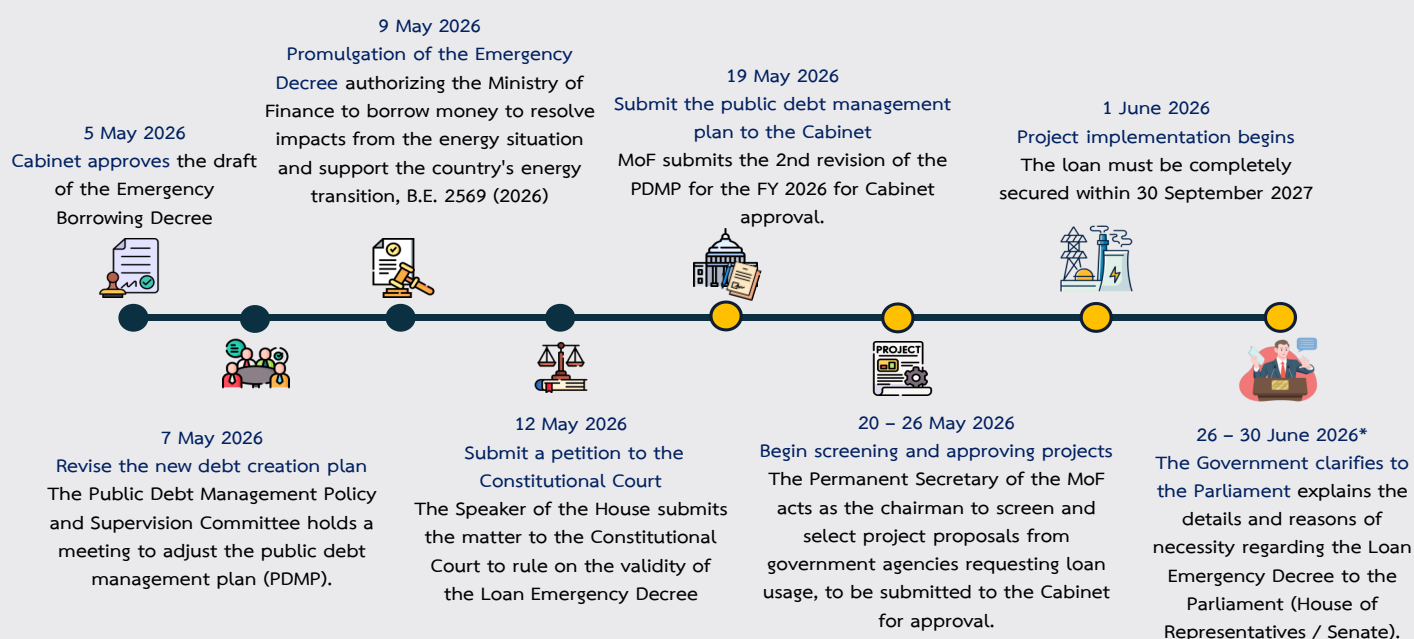 5 May 2026
Cabinet approves the draft
of the Emergency
Borrowing Decree
7 May 2026
Revise the new debt creation plan
The Public Debt Management Policy
and Supervision Committee holds a
meeting to adjust the public debt
management plan (PDMP).
9 May 2026
Promulgation of the Emergency
Decree authorizing the Ministry of
Finance to borrow money to resolve
impacts from the energy situation
and support the country's energy
transition, B.E. 2569 (2026)
12 May 2026
Submit a petition to the
Constitutional Court
The Speaker of the House submits
the matter to the Constitutional
Court to rule on the validity of
the Loan Emergency Decree
19 May 2026
Submit the public debt management
plan to the Cabinet
MoF submits the 2nd revision of the
PDMP for the FY 2026 for Cabinet
approval.
PROJECT
20 – 26 May 2026
Begin screening and approving projects
The Permanent Secretary of the MoF
acts as the chairman to screen and
select project proposals from
government agencies requesting loan
usage, to be submitted to the Cabinet
for approval.
1 June 2026
Project implementation begins
The loan must be completely
secured within 30 September 2027
26 – 30 June 2026*
The Government clarifies to
the Parliament explains the
details and reasons of
necessity regarding the Loan
Emergency Decree to the
Parliament (House of
Representatives / Senate).